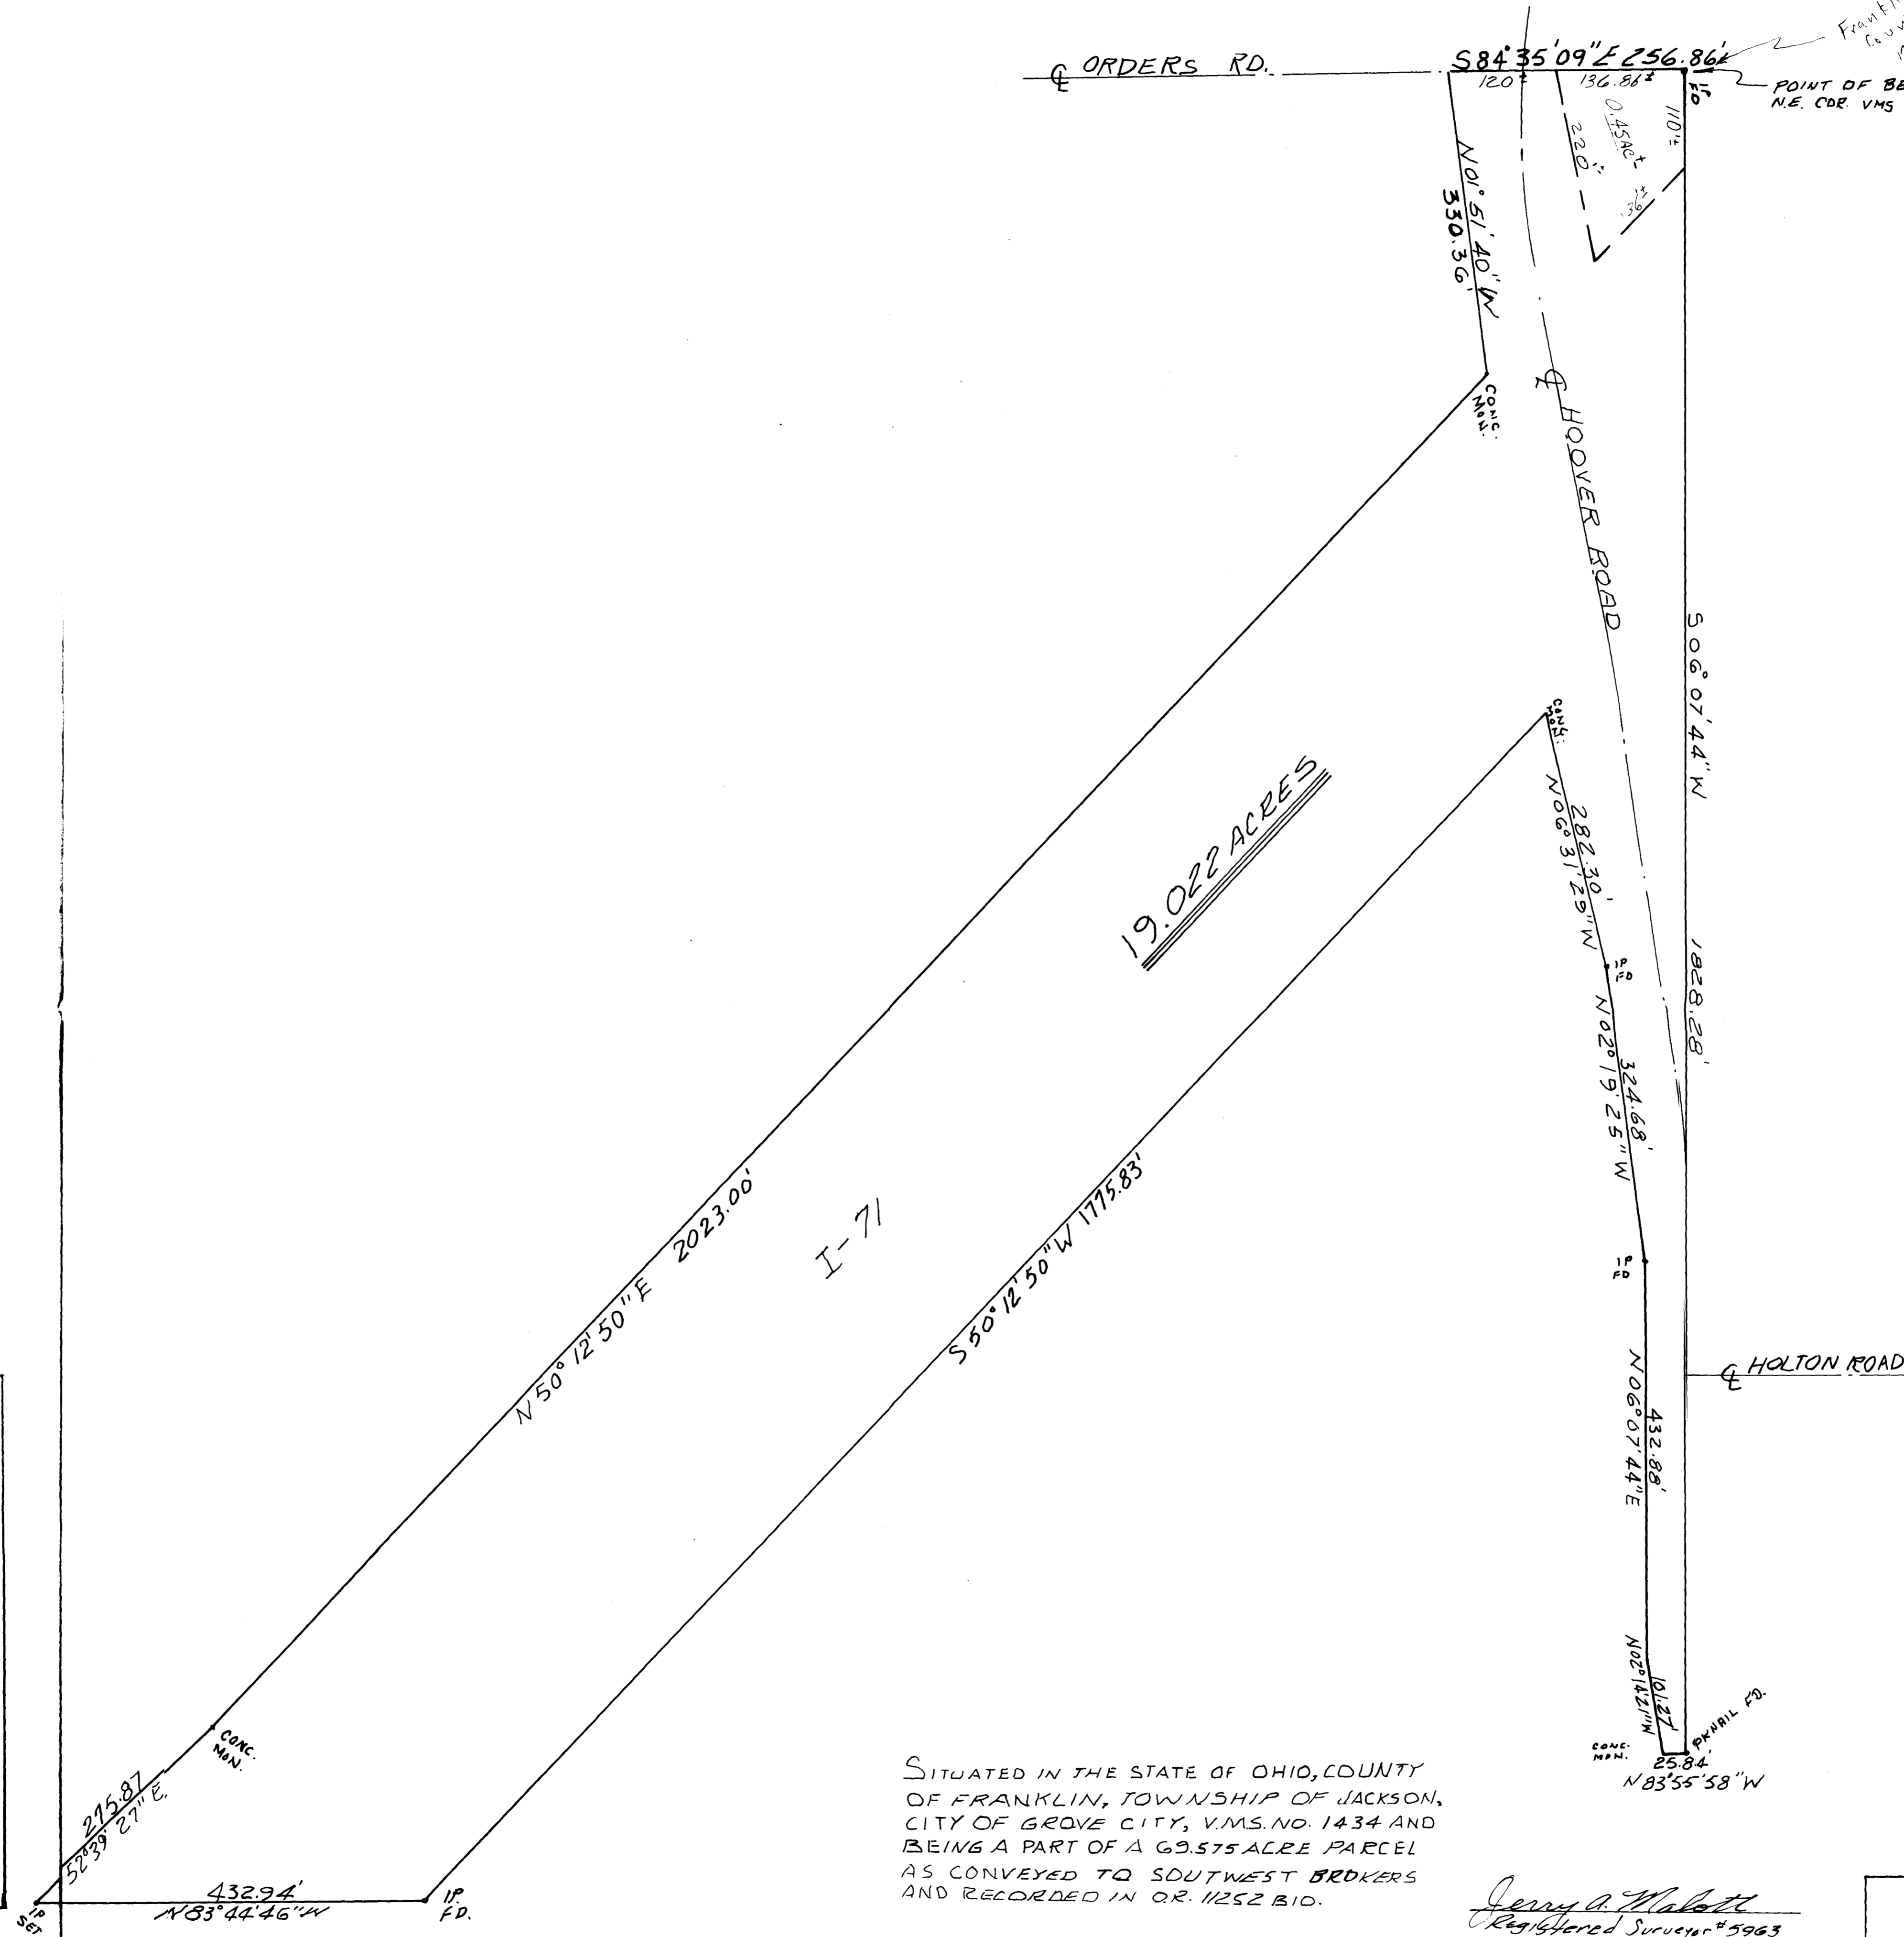 Frankli
Coun
℄ ORDERS RD.
S84°35'09"E 256.86'
120±
136.86±
IP
FD
POINT OF BE
N.E. COR. VMS
110'±
0.45AC±
220'±
136'±
N01°51'40"W
330.36'
CONC.
MON.
℄ HOOVER ROAD
S06°07'44"W 1828.28'
CONC.
MON.
282.30'
N06°31'29"W
19.022 ACRES
IP
FD
N02°19'25"W
324.68'
N50°12'50"E 2023.00'
I-71
S50°12'50"W 1775.83'
IP
FD
℄ HOLTON ROAD
N06°07'44"E
432.88'
N02°14'21"W
101.27'
PKNAIL FD.
CONC.
MON.
25.84'
N83°55'58"W
CONC.
MON.
275.87
52°39'27"E.
IP
SET
432.94'
N83°44'46"W
IP.
FD.
SITUATED IN THE STATE OF OHIO, COUNTY
OF FRANKLIN, TOWNSHIP OF JACKSON,
CITY OF GROVE CITY, V.M.S. NO. 1434 AND
BEING A PART OF A 69.575 ACRE PARCEL
AS CONVEYED TO SOUTWEST BROKERS
AND RECORDED IN O.R. 11252 B10.
Jerry A. Malott
Registered Surveyor #5963